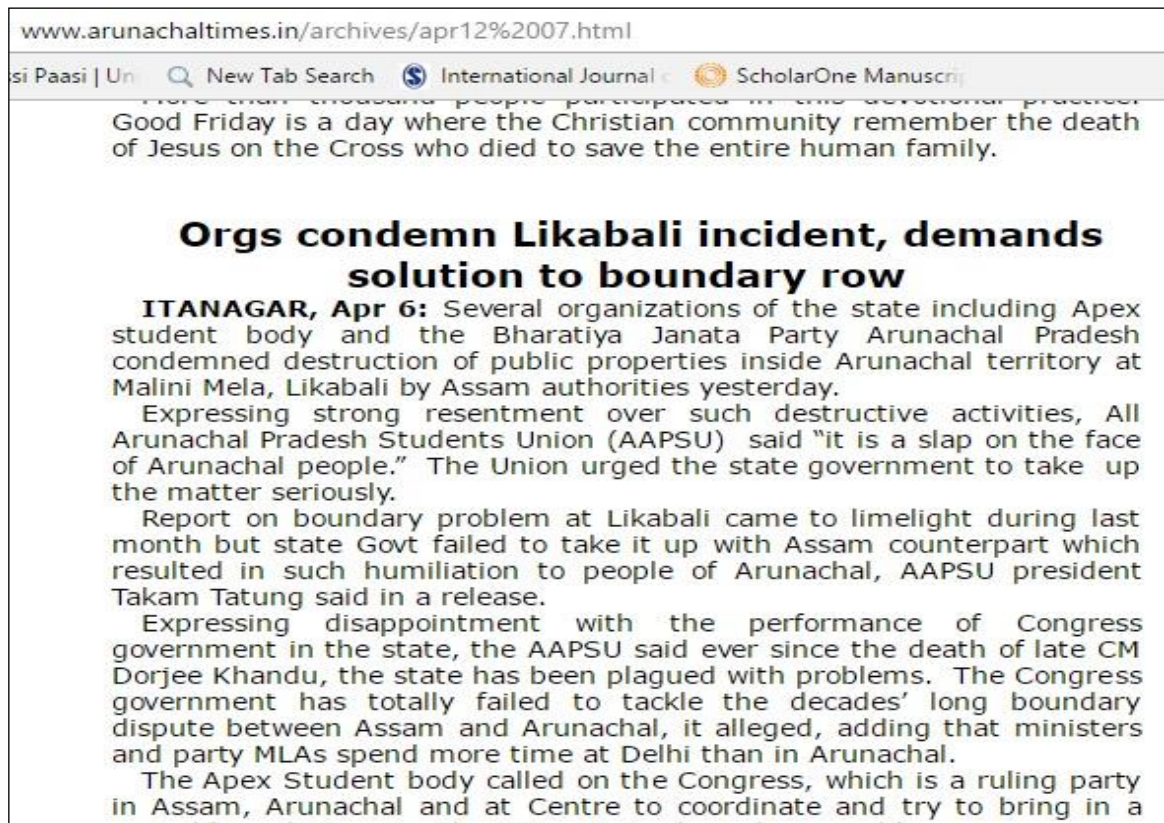 www.arunachaltimes.in/archives/apr12%2007.html
si Paasi | Un New Tab Search International Journal ScholarOne Manuscri
More than thousand people participated in this devotional practice.
Good Friday is a day where the Christian community remember the death
of Jesus on the Cross who died to save the entire human family.
Orgs condemn Likabali incident, demands
solution to boundary row
ITANAGAR, Apr 6: Several organizations of the state including Apex
student body and the Bharatiya Janata Party Arunachal Pradesh
condemned destruction of public properties inside Arunachal territory at
Malini Mela, Likabali by Assam authorities yesterday.
Expressing strong resentment over such destructive activities, All
Arunachal Pradesh Students Union (AAPSU) said “it is a slap on the face
of Arunachal people.” The Union urged the state government to take up
the matter seriously.
Report on boundary problem at Likabali came to limelight during last
month but state Govt failed to take it up with Assam counterpart which
resulted in such humiliation to people of Arunachal, AAPSU president
Takam Tatung said in a release.
Expressing disappointment with the performance of Congress
government in the state, the AAPSU said ever since the death of late CM
Dorjee Khandu, the state has been plagued with problems. The Congress
government has totally failed to tackle the decades’ long boundary
dispute between Assam and Arunachal, it alleged, adding that ministers
and party MLAs spend more time at Delhi than in Arunachal.
The Apex Student body called on the Congress, which is a ruling party
in Assam, Arunachal and at Centre to coordinate and try to bring in a